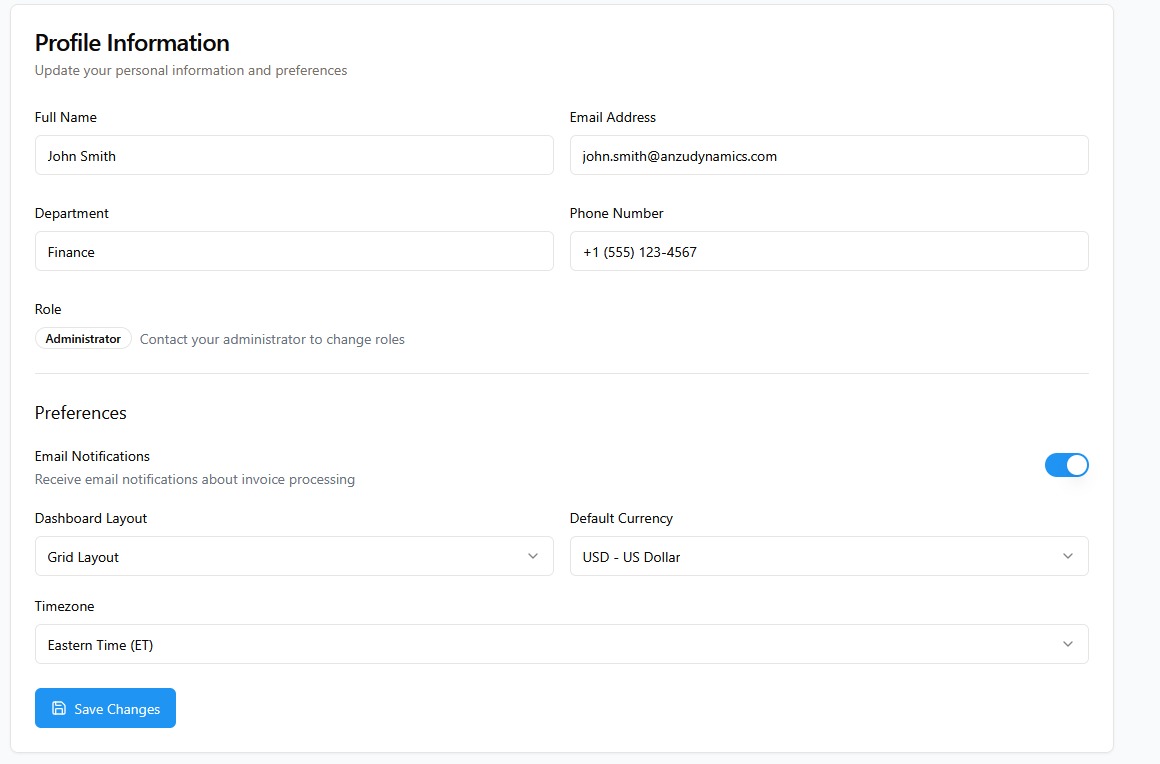 Profile Information
Update your personal information and preferences
Full Name
Email Address
John Smith
john.smith@anzudynamics.com
Department
Phone Number
Finance
+1 (555) 123-4567
Role
Administrator Contact your administrator to change roles
Preferences
Email Notifications
Receive email notifications about invoice processing
Dashboard Layout
Default Currency
Grid Layout
USD - US Dollar
Timezone
Eastern Time (ET)
Save Changes